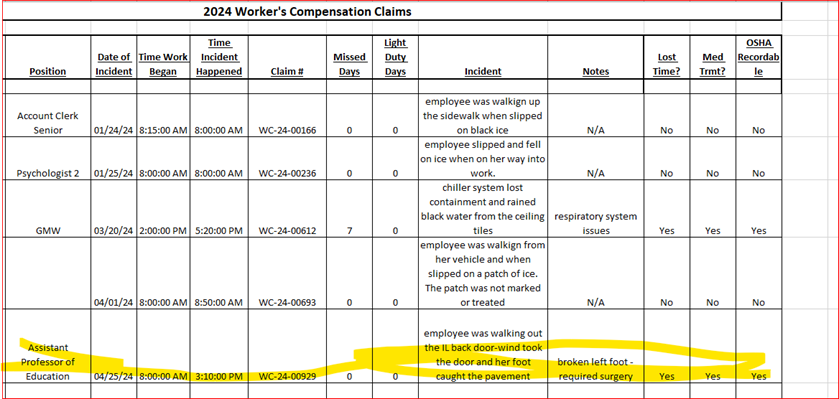 2024 Worker's Compensation Claims
Position Date of Incident Time Work Began Time Incident Happened Claim # Missed Days Light Duty Days Incident Notes Lost Time? Med Trmt? OSHA Recordable
Account Clerk Senior 01/24/24 8:15:00 AM 8:00:00 AM WC-24-00166 0 0 employee was walkign up the sidewalk when slipped on black ice N/A No No No
Psychologist 2 01/25/24 8:00:00 AM 8:00:00 AM WC-24-00236 0 0 employee slipped and fell on ice when on her way into work. N/A No No No
GMW 03/20/24 2:00:00 PM 5:20:00 PM WC-24-00612 7 0 chiller system lost containment and rained black water from the ceiling tiles respiratory system issues Yes Yes Yes
04/01/24 8:00:00 AM 8:50:00 AM WC-24-00693 0 0 employee was walkign from her vehicle and when slipped on a patch of ice. The patch was not marked or treated N/A No No No
Assistant Professor of Education 04/25/24 8:00:00 AM 3:10:00 PM WC-24-00929 0 0 employee was walking out the IL back door-wind took the door and her foot caught the pavement broken left foot - required surgery Yes Yes Yes